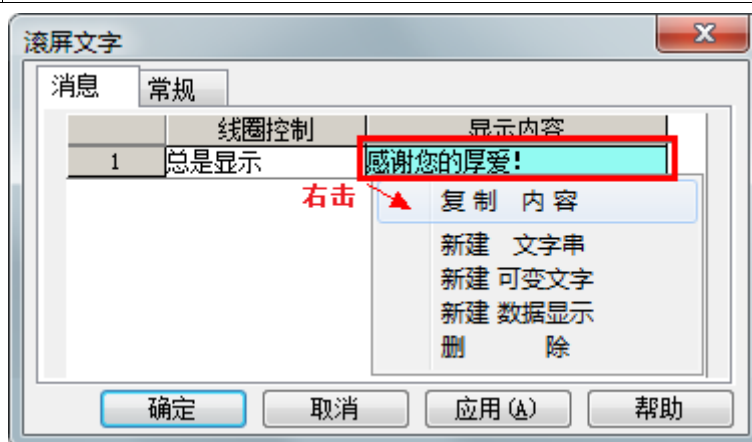 滚屏文字
消息 常规
线圈控制 显示内容
1 总是显示 感谢您的厚爱!
右击
复制 内容
新建 文字串
新建 可变文字
新建 数据显示
删 除
确定 取消 应用(A) 帮助